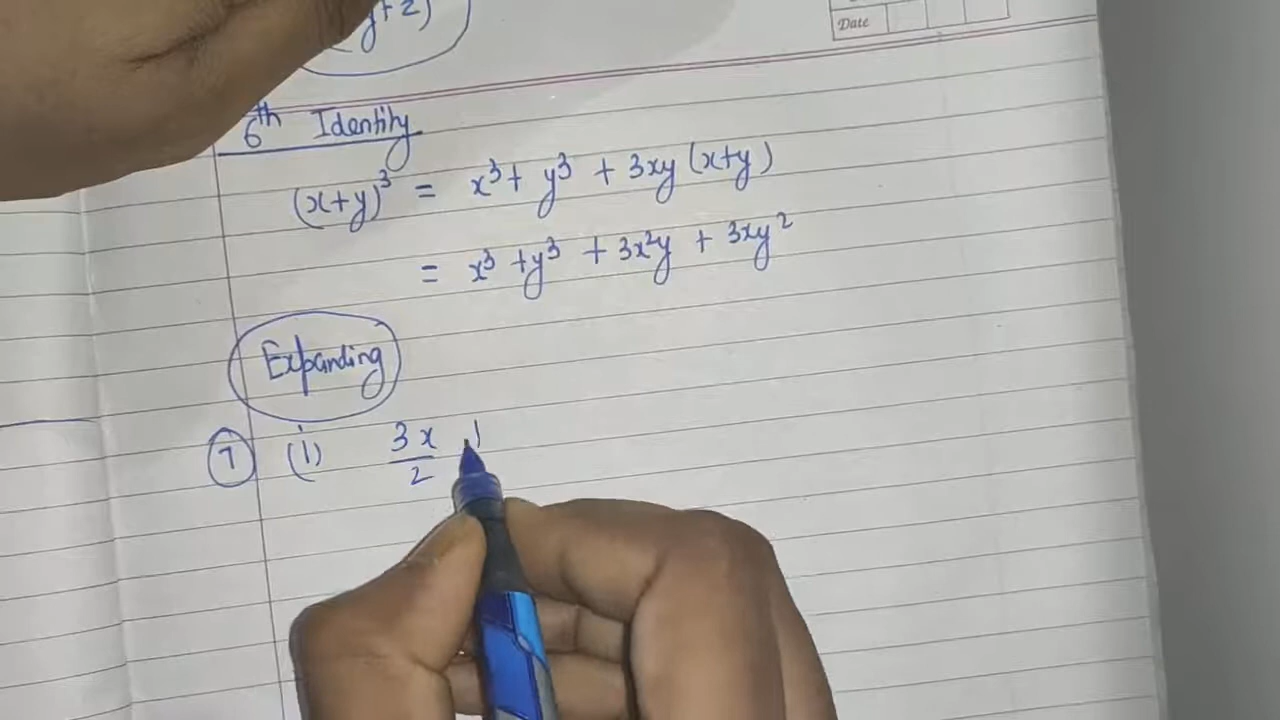 y+z)
Date
6th Identity
(x+y)³ = x³+ y³ + 3xy (x+y)
= x³ +y³ + 3x²y + 3xy²
Expanding
7 (i) 3x/2